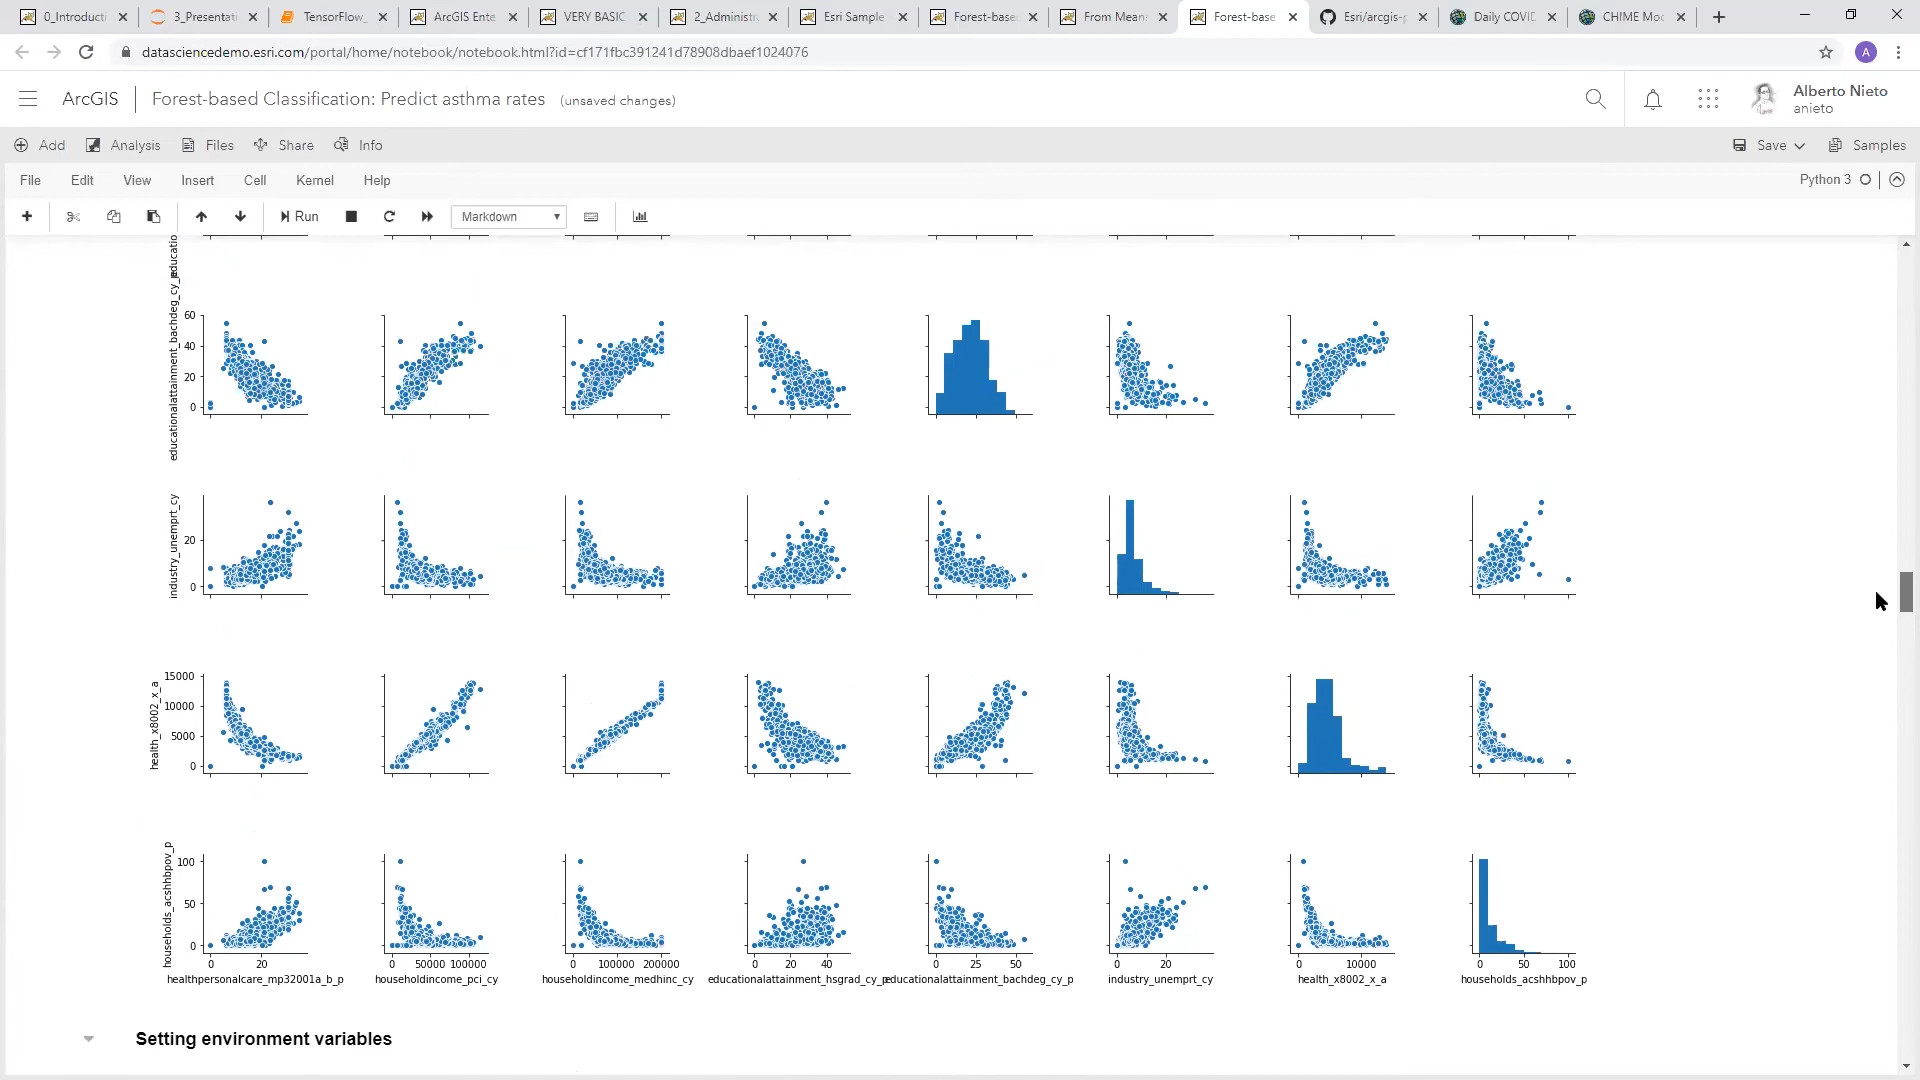 0_Introducti
3_Presentat
TensorFlow_
ArcGIS Ente
VERY BASIC
2_Administr
Esri Sample
Forest-base
From Mean
Forest-base
Esri/arcgis-p
Daily COVID
CHIME Mod
datasciencedemo.esri.com/portal/home/notebook/notebook.html?id=cf171fbc391241d78908dbaef1024076
A
ArcGIS
Forest-based Classification: Predict asthma rates (unsaved changes)
Alberto Nieto
anieto
Add
Analysis
Files
Share
Info
Save
Samples
File
Edit
View
Insert
Cell
Kernel
Help
Python 3
Run
Markdown
educatio
educationalattainment_bachdeg_cy_p
60
40
20
0
industry_unemprt_cy
20
0
health_x8002_x_a
15000
10000
5000
0
households_acshhbpov_p
100
50
0
0 20
0 50000 100000
0 100000 200000
0 20 40
0 25 50
0 20
0 10000
0 50 100
healthpersonalcare_mp32001a_b_p
householdincome_pci_cy
householdincome_medhinc_cy
educationalattainment_hsgrad_cy_p
educationalattainment_bachdeg_cy_p
industry_unemprt_cy
health_x8002_x_a
households_acshhbpov_p
Setting environment variables